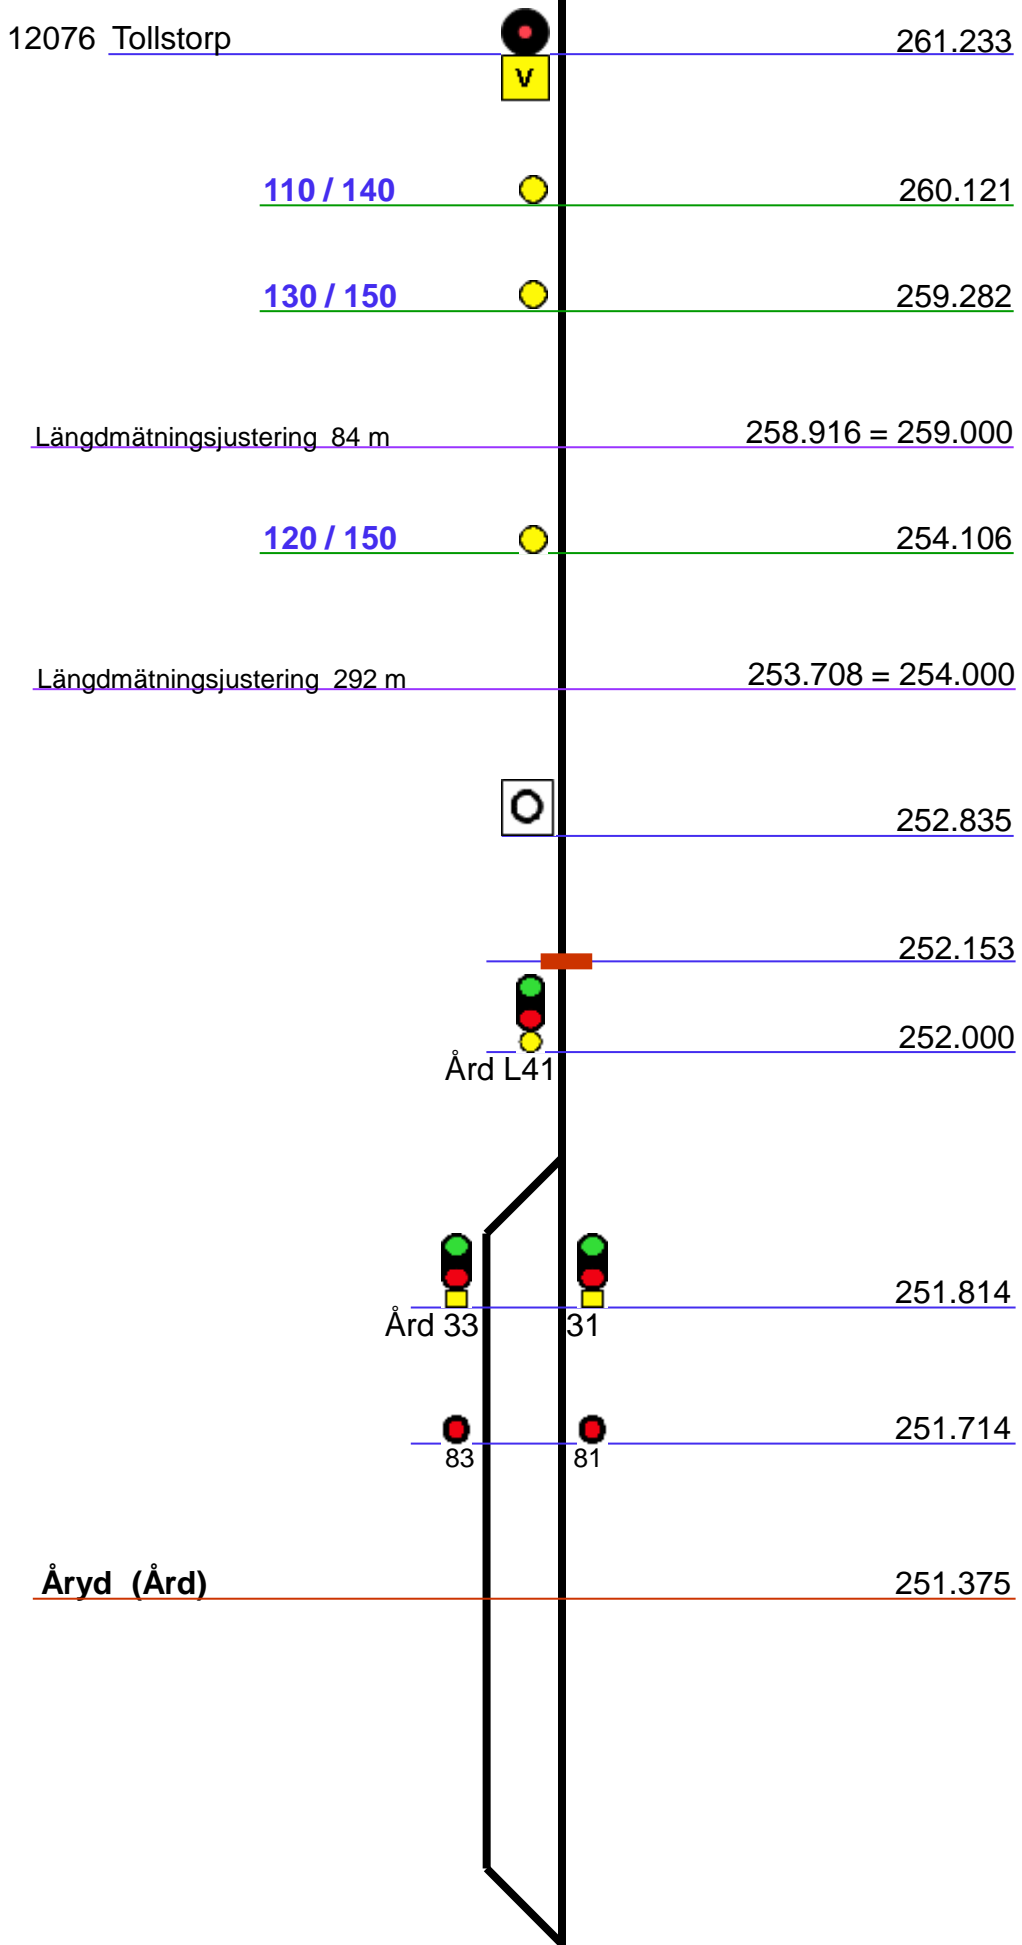 12076 Tollstorp 261.233
V
110 / 140 260.121
130 / 150 259.282
Längdmätningsjustering 84 m 258.916 = 259.000
120 / 150 254.106
Längdmätningsjustering 292 m 253.708 = 254.000
252.835
252.153
252.000
Ård L41
251.814
Ård 33 31
251.714
83 81
Åryd (Ård) 251.375